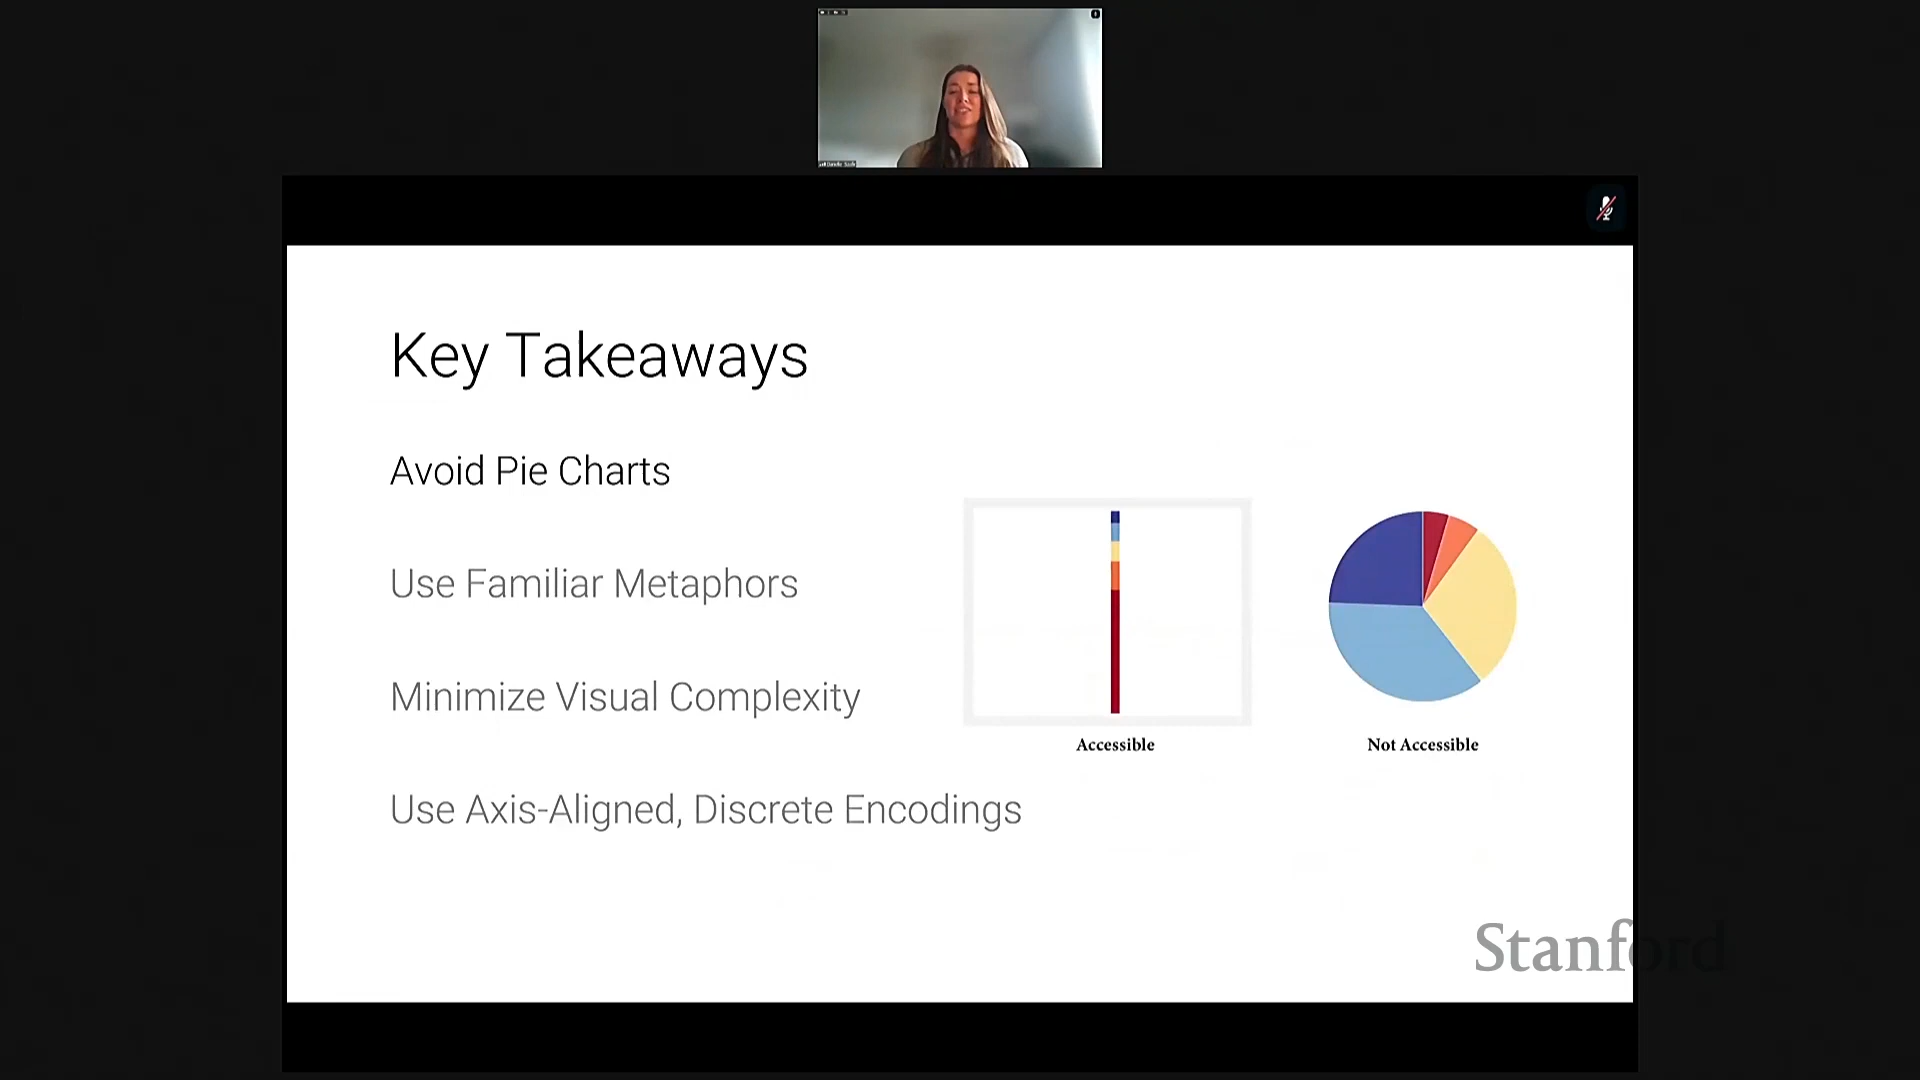 Key Takeaways
Avoid Pie Charts
Use Familiar Metaphors
Minimize Visual Complexity
Use Axis-Aligned, Discrete Encodings
Accessible
Not Accessible
Stanford